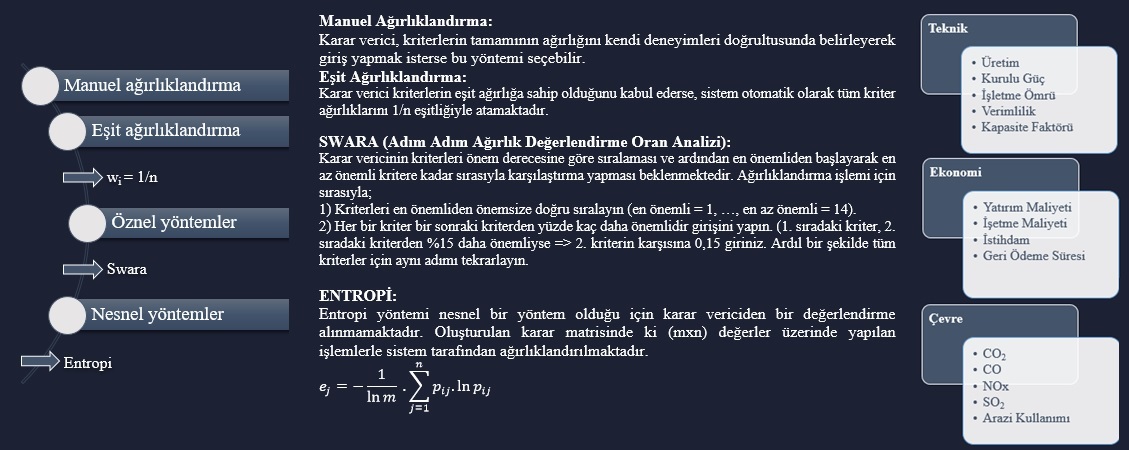 Manuel ağırlıklandırma
Eşit ağırlıklandırma
wᵢ = 1/n
Öznel yöntemler
Swara
Nesnel yöntemler
Entropi
Manuel Ağırlıklandırma:
Karar verici, kriterlerin tamamının ağırlığını kendi deneyimleri doğrultusunda belirleyerek
giriş yapmak isterse bu yöntemi seçebilir.
Eşit Ağırlıklandırma:
Karar verici kriterlerin eşit ağırlığa sahip olduğunu kabul ederse, sistem otomatik olarak tüm kriter
ağırlıklarını 1/n eşitliğiyle atamaktadır.
SWARA (Adım Adım Ağırlık Değerlendirme Oran Analizi):
Karar vericinin kriterleri önem derecesine göre sıralaması ve ardından en önemliden başlayarak en
az önemli kritere kadar sırasıyla karşılaştırma yapması beklenmektedir. Ağırlıklandırma işlemi için
sırasıyla;
1) Kriterleri en önemliden önemsize doğru sıralayın (en önemli = 1, …, en az önemli = 14).
2) Her bir kriter bir sonraki kriterden yüzde kaç daha önemlidir girişini yapın. (1. sıradaki kriter, 2.
sıradaki kriterden %15 daha önemliyse => 2. kriterin karşısına 0,15 giriniz. Ardıl bir şekilde tüm
kriterler için aynı adımı tekrarlayın.
ENTROPİ:
Entropi yöntemi nesnel bir yöntem olduğu için karar vericiden bir değerlendirme
alınmamaktadır. Oluşturulan karar matrisinde ki (mxn) değerler üzerinde yapılan
işlemlerle sistem tarafından ağırlıklandırılmaktadır.
e_j = − 1/ln m . ∑_{j=1}^{n} p_{ij}. ln p_{ij}
Teknik
• Üretim
• Kurulu Güç
• İşletme Ömrü
• Verimlilik
• Kapasite Faktörü
Ekonomi
• Yatırım Maliyeti
• İşetme Maliyeti
• İstihdam
• Geri Ödeme Süresi
Çevre
• CO₂
• CO
• NOx
• SO₂
• Arazi Kullanımı